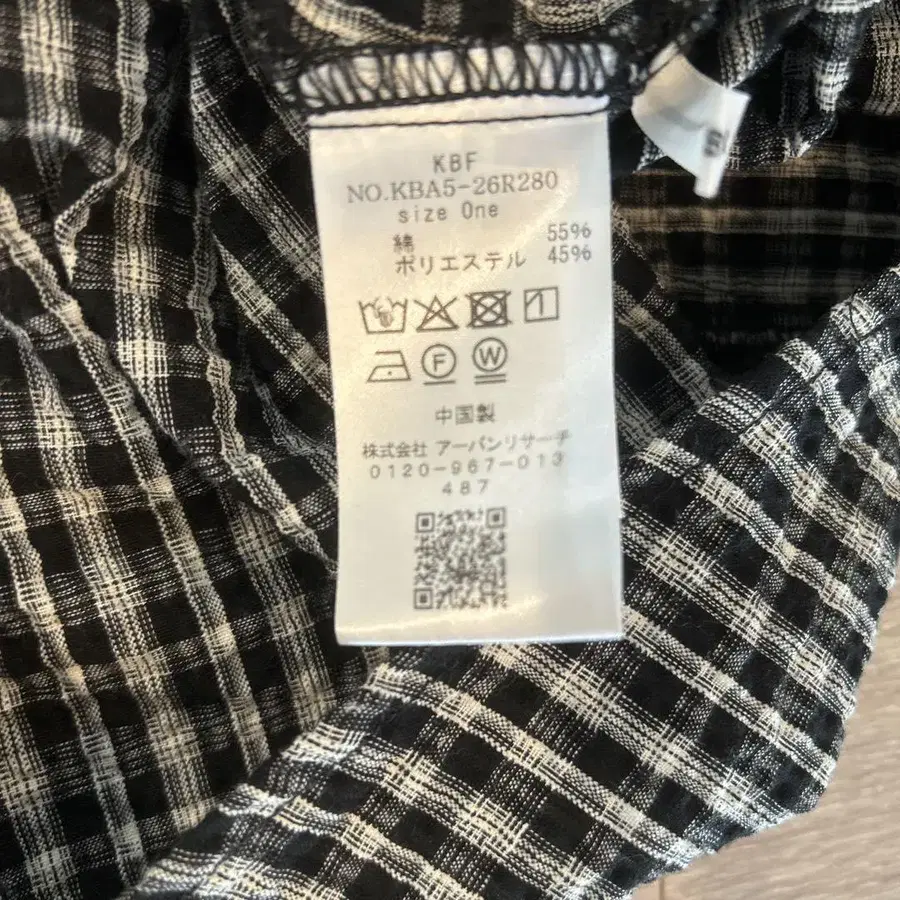 KBF
NO.KBA5-26R280
size One
綿 55%
ポリエステル 45%
F W
中国製
株式会社 アーバンリサーチ
0120-967-013
487